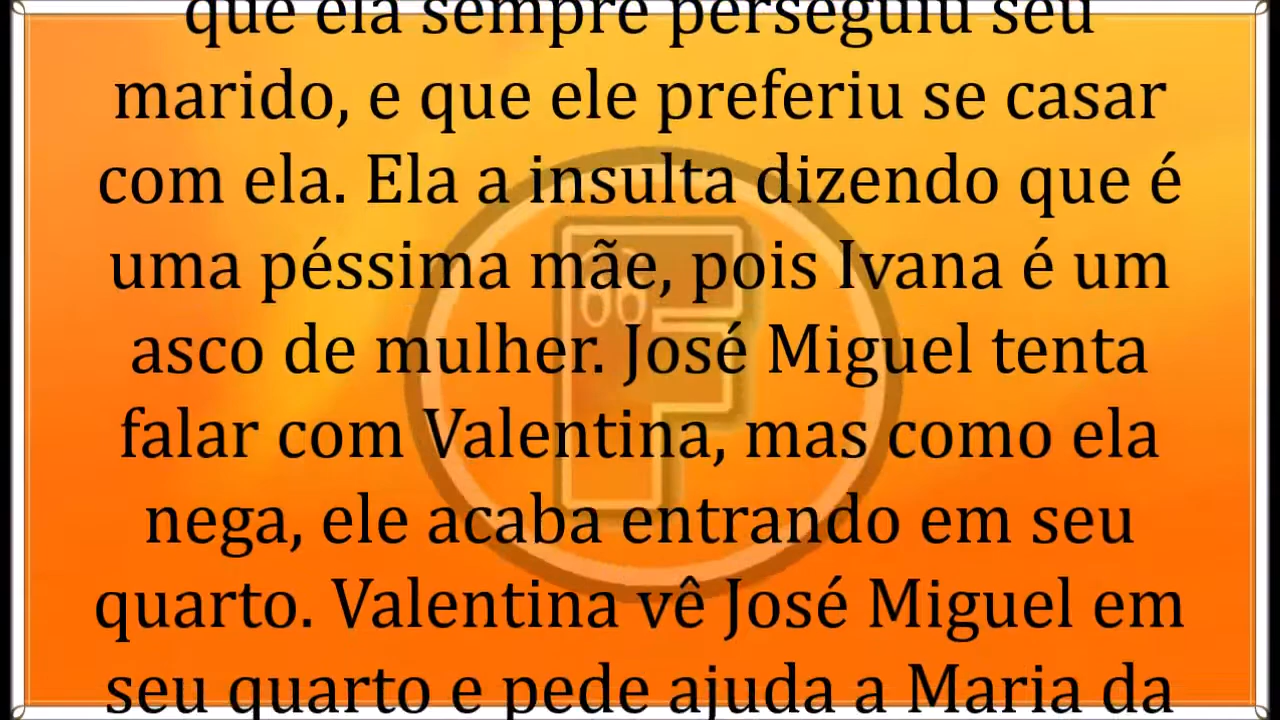 que ela sempre perseguiu seu
marido, e que ele preferiu se casar
com ela. Ela a insulta dizendo que é
uma péssima mãe, pois Ivana é um
asco de mulher. José Miguel tenta
falar com Valentina, mas como ela
nega, ele acaba entrando em seu
quarto. Valentina vê José Miguel em
seu quarto e pede ajuda a Maria da